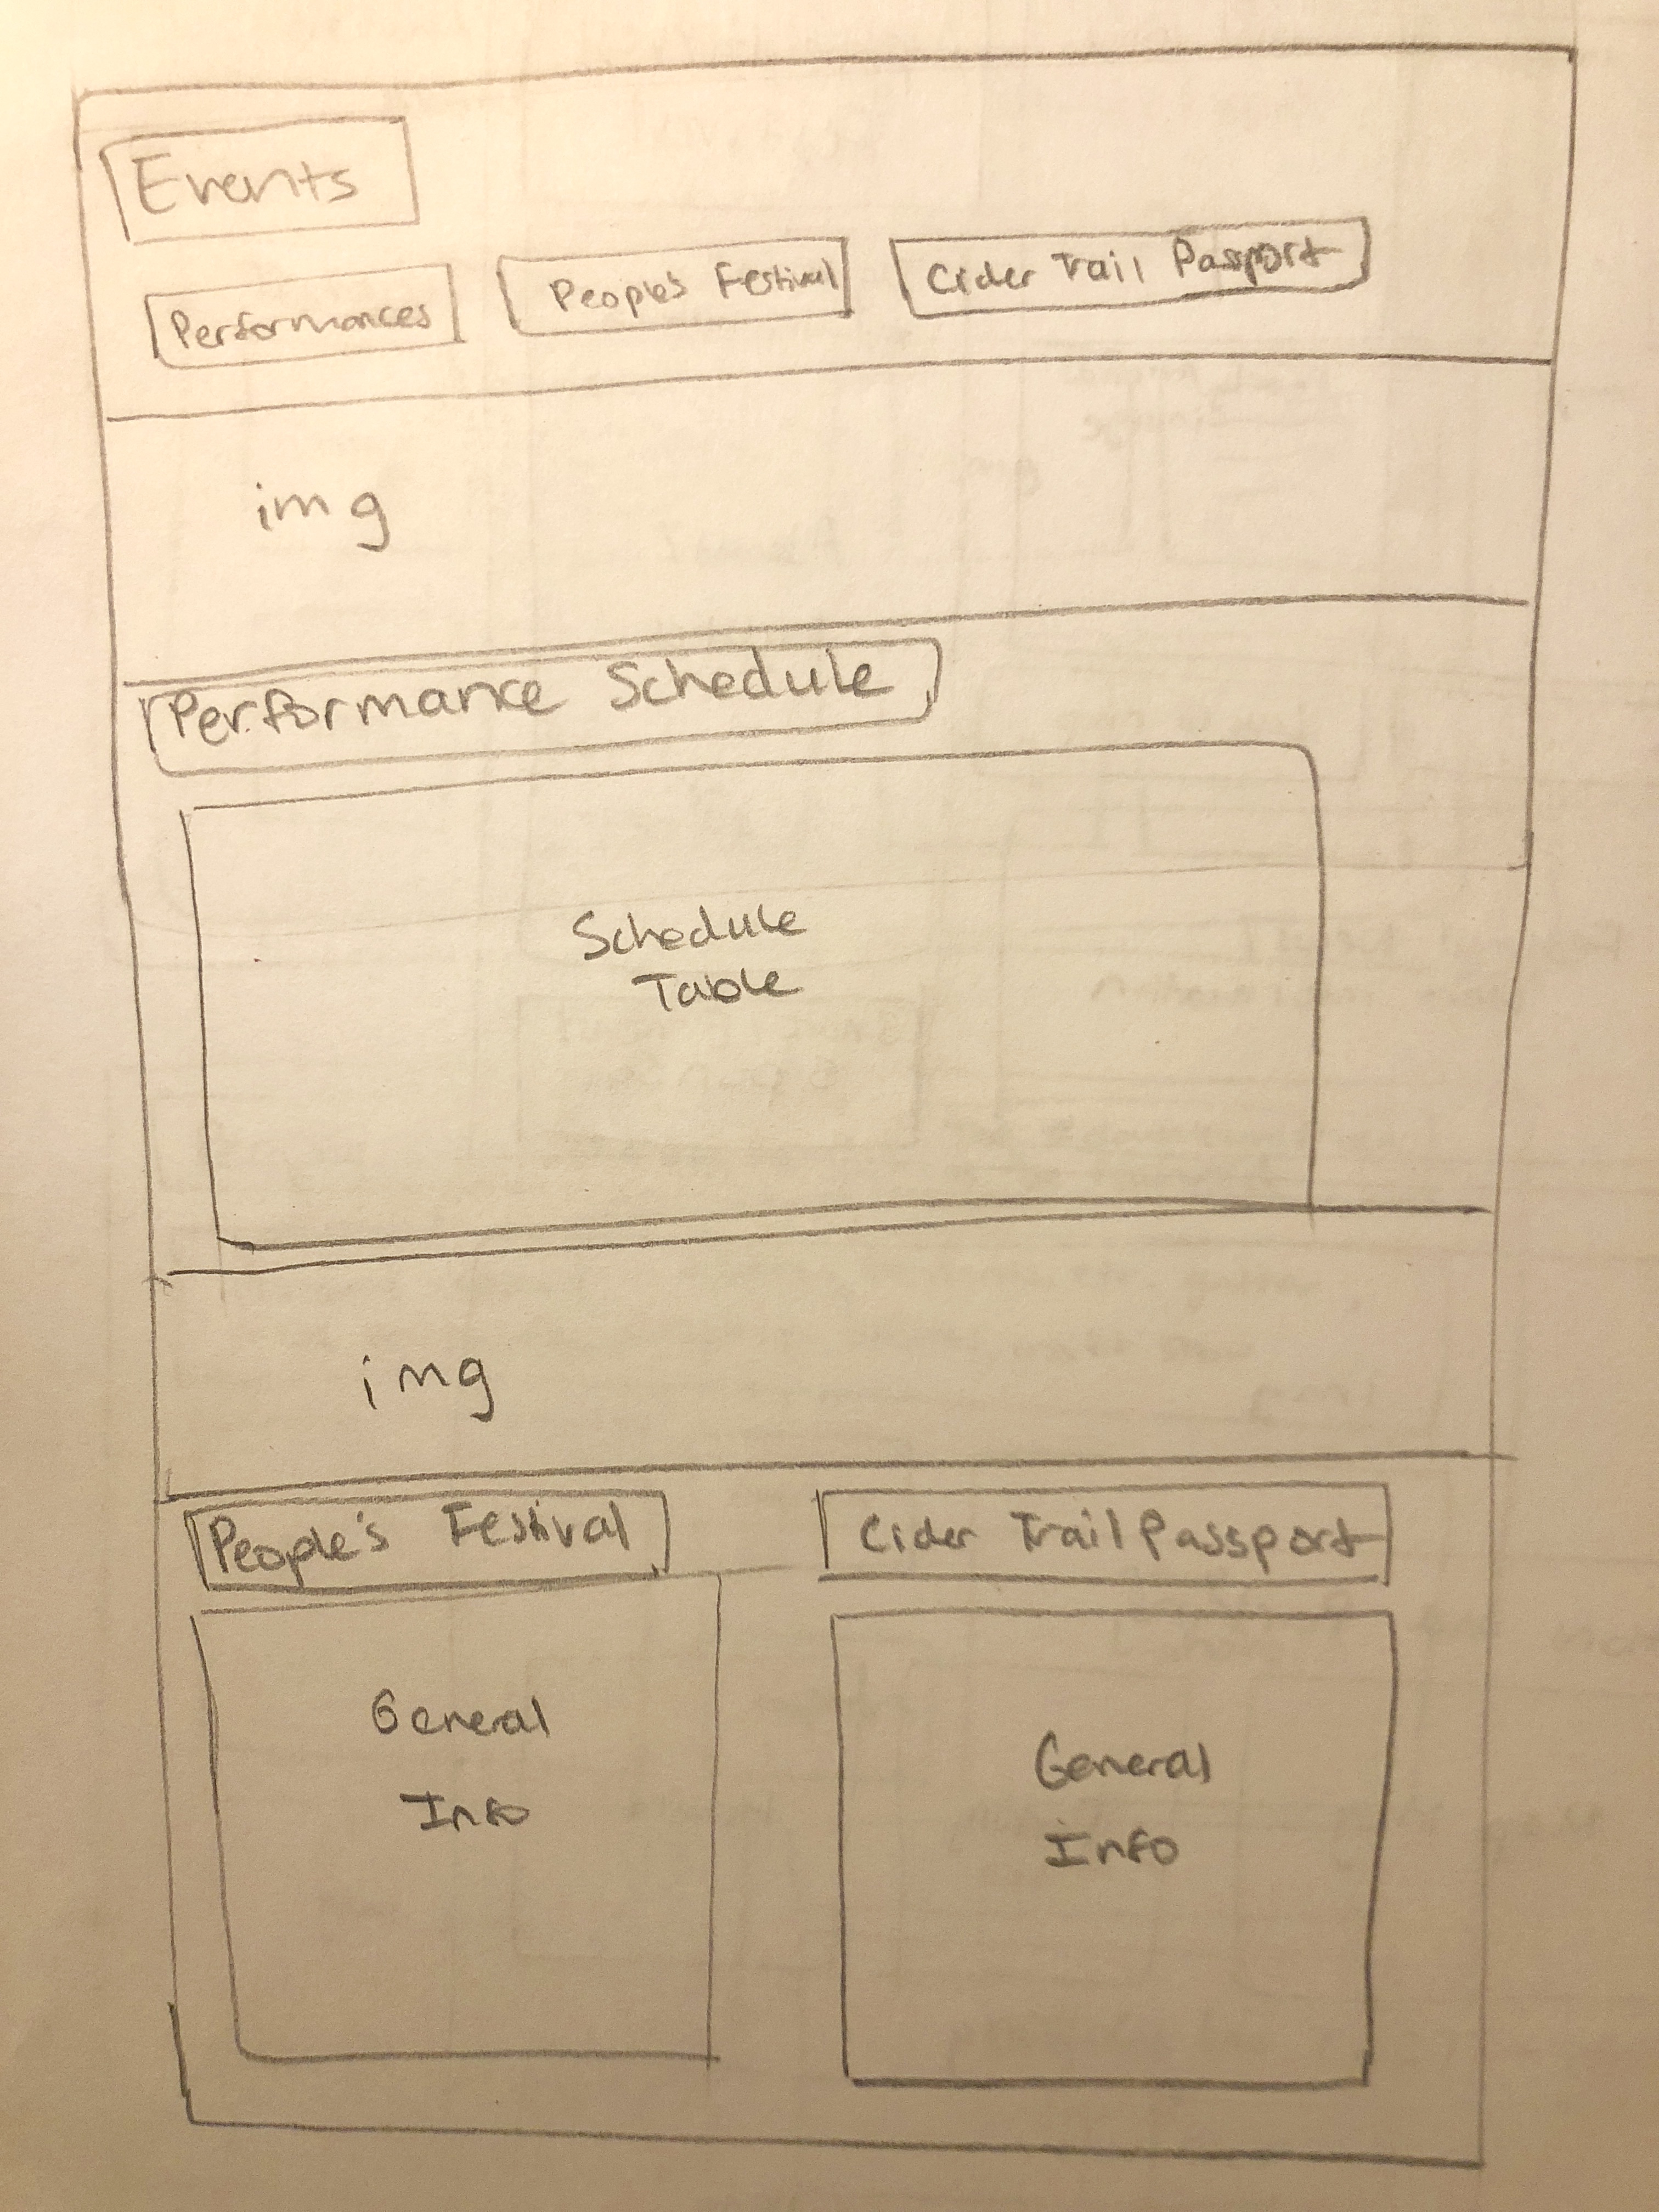 Events
Performances
People's Festival
Cider Trail Passport
img
Performance Schedule
Schedule
Table
img
People's Festival
Cider Trail Passport
General
Info
General
Info